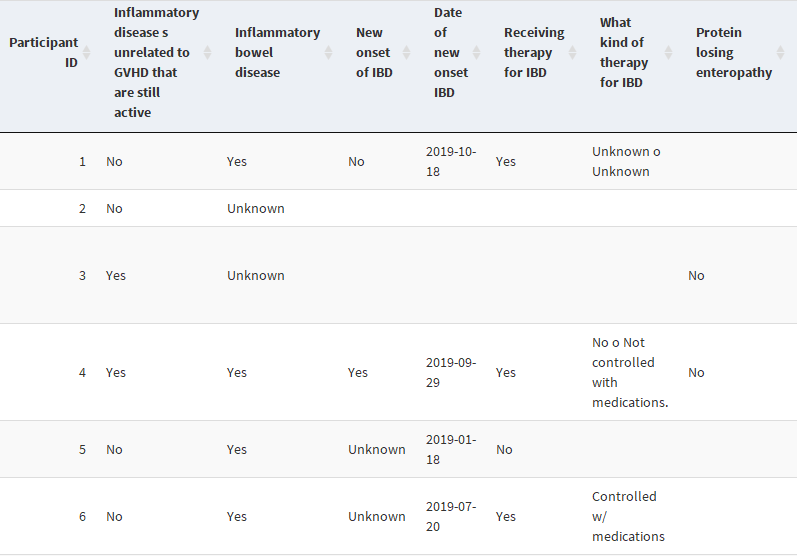 Participant ID	Inflammatory disease s unrelated to GVHD that are still active	Inflammatory bowel disease	New onset of IBD	Date of new onset IBD	Receiving therapy for IBD	What kind of therapy for IBD	Protein losing enteropathy
1	No	Yes	No	2019-10-18	Yes	Unknown o Unknown
2	No	Unknown
3	Yes	Unknown					No
4	Yes	Yes	Yes	2019-09-29	Yes	No o Not controlled with medications.	No
5	No	Yes	Unknown	2019-01-18	No
6	No	Yes	Unknown	2019-07-20	Yes	Controlled w/ medications